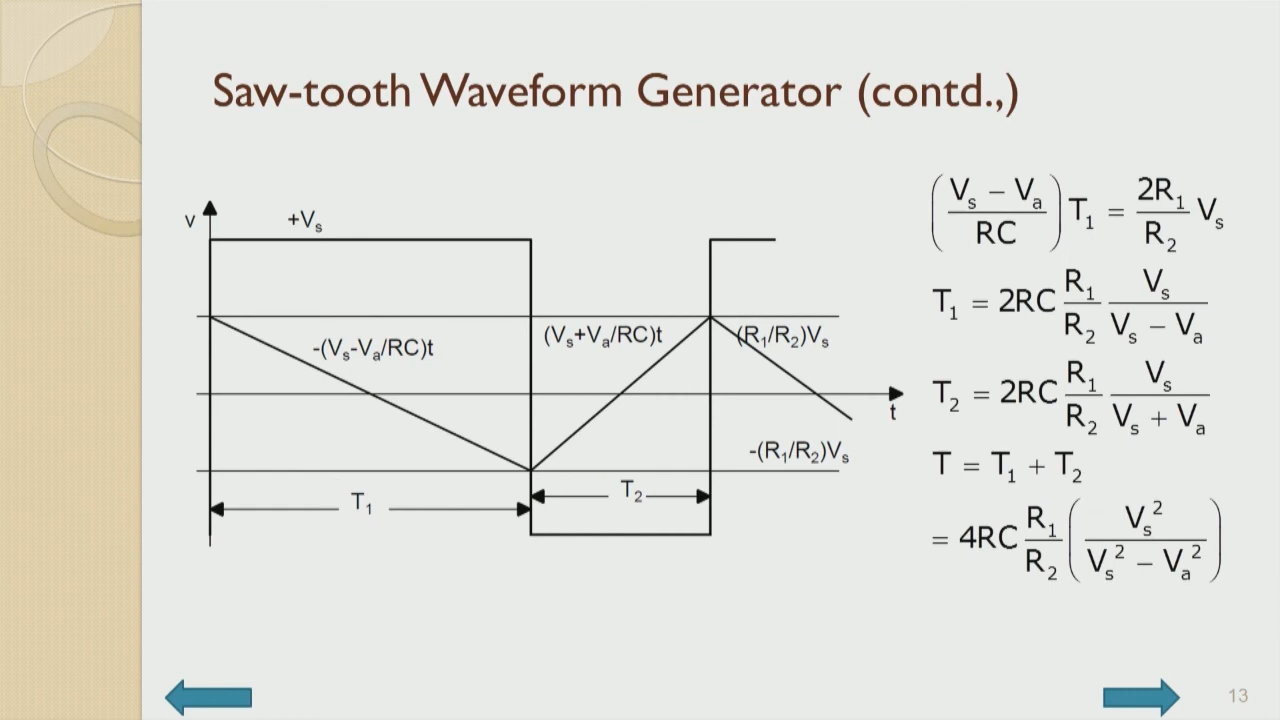 Saw-tooth Waveform Generator (contd.,)
v
+Vₛ
-(Vₛ-Vₐ/RC)t
(Vₛ+Vₐ/RC)t
(R₁/R₂)Vₛ
t
-(R₁/R₂)Vₛ
T₁
T₂
((Vₛ − Vₐ)/RC) T₁ = (2R₁/R₂) Vₛ
T₁ = 2RC (R₁/R₂) (Vₛ/(Vₛ − Vₐ))
T₂ = 2RC (R₁/R₂) (Vₛ/(Vₛ + Vₐ))
T = T₁ + T₂
= 4RC (R₁/R₂) (Vₛ²/(Vₛ² − Vₐ²))
13